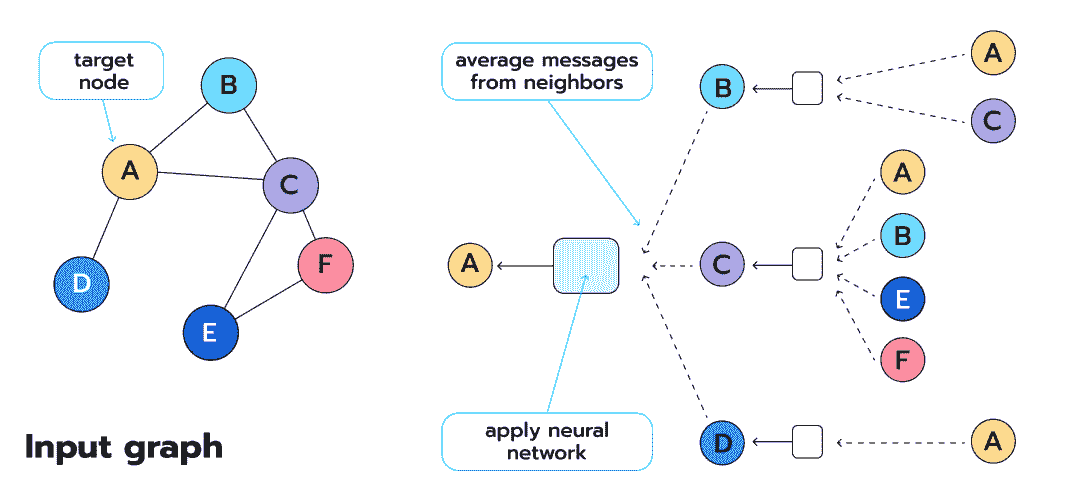 target
node
B
A
C
D
F
E
Input graph
average messages
from neighbors
A
apply neural
network
B
C
D
A
C
A
B
E
F
A